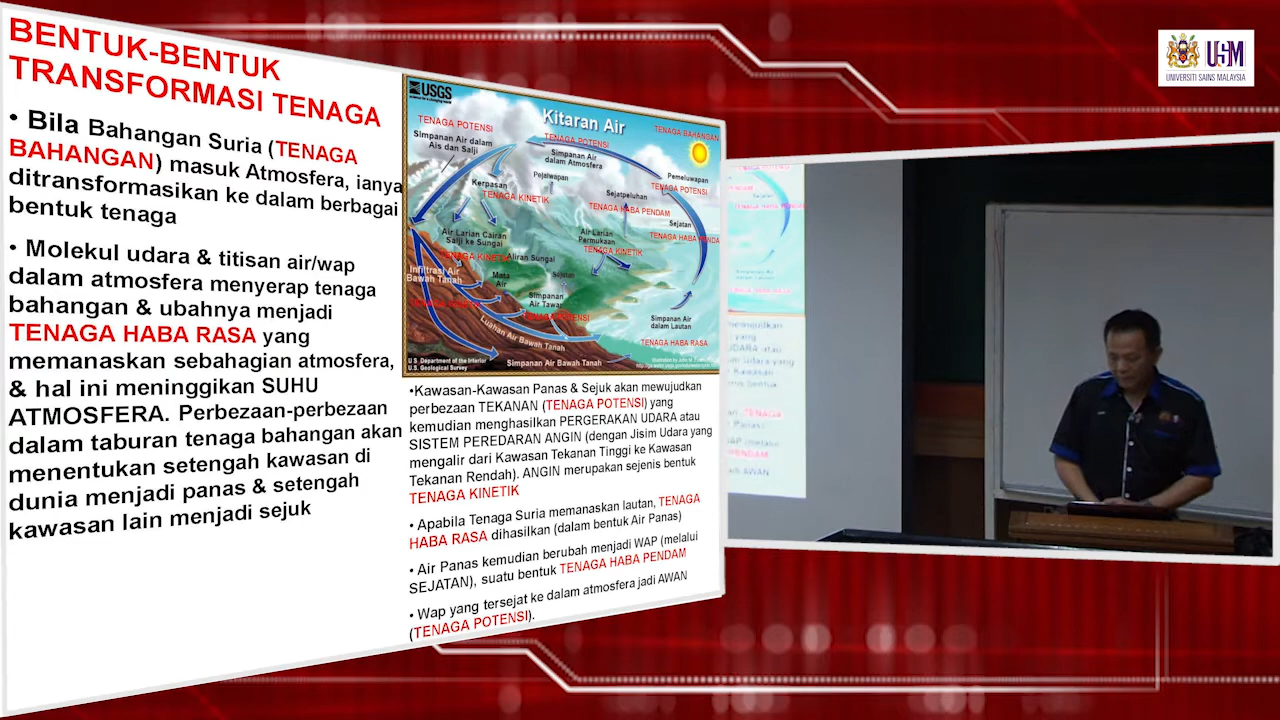 BENTUK-BENTUK
TRANSFORMASI TENAGA
• Bila Bahangan Suria (TENAGA
BAHANGAN) masuk Atmosfera, ianya
ditransformasikan ke dalam berbagai
bentuk tenaga
• Molekul udara & titisan air/wap
dalam atmosfera menyerap tenaga
bahangan & ubahnya menjadi
TENAGA HABA RASA yang
memanaskan sebahagian atmosfera,
& hal ini meninggikan SUHU
ATMOSFERA. Perbezaan-perbezaan
dalam taburan tenaga bahangan akan
menentukan setengah kawasan di
dunia menjadi panas & setengah
kawasan lain menjadi sejuk
USGS
Kitaran Air
TENAGA POTENSI
Simpanan Air dalam
Ais dan Salji
TENAGA POTENSI
Simpanan Air
dalam Atmosfera
TENAGA BAHANGAN
Kerpasan
TENAGA KINETIK
Pejalwapan
Sejatpeluhan
TENAGA HABA PENDAM
Pemeluwapan
TENAGA POTENSI
Sejatan
TENAGA HABA PENDA
Air Larian Cairan
Salji ke Sungai
TENAGA KINETIK
Aliran Sungai
Air Larian
Permukaan
TENAGA KINETIK
Infiltrasi Air
Bawah Tanah
Mata
Air
Sejatan
Simpanan
Air Tawar
TENAGA POTENSI
Luahan Air Bawah Tanah
Simpanan Air Bawah Tanah
Simpanan Air
dalam Lautan
TENAGA HABA RASA
U.S. Department of the Interior
U.S. Geological Survey
•Kawasan-Kawasan Panas & Sejuk akan mewujudkan
perbezaan TEKANAN (TENAGA POTENSI) yang
kemudian menghasilkan PERGERAKAN UDARA atau
SISTEM PEREDARAN ANGIN (dengan Jisim Udara yang
mengalir dari Kawasan Tekanan Tinggi ke Kawasan
Tekanan Rendah). ANGIN merupakan sejenis bentuk
TENAGA KINETIK
• Apabila Tenaga Suria memanaskan lautan, TENAGA
HABA RASA dihasilkan (dalam bentuk Air Panas)
• Air Panas kemudian berubah menjadi WAP (melalui
SEJATAN), suatu bentuk TENAGA HABA PENDAM
• Wap yang tersejat ke dalam atmosfera jadi AWAN
(TENAGA POTENSI).
USM
UNIVERSITI SAINS MALAYSIA